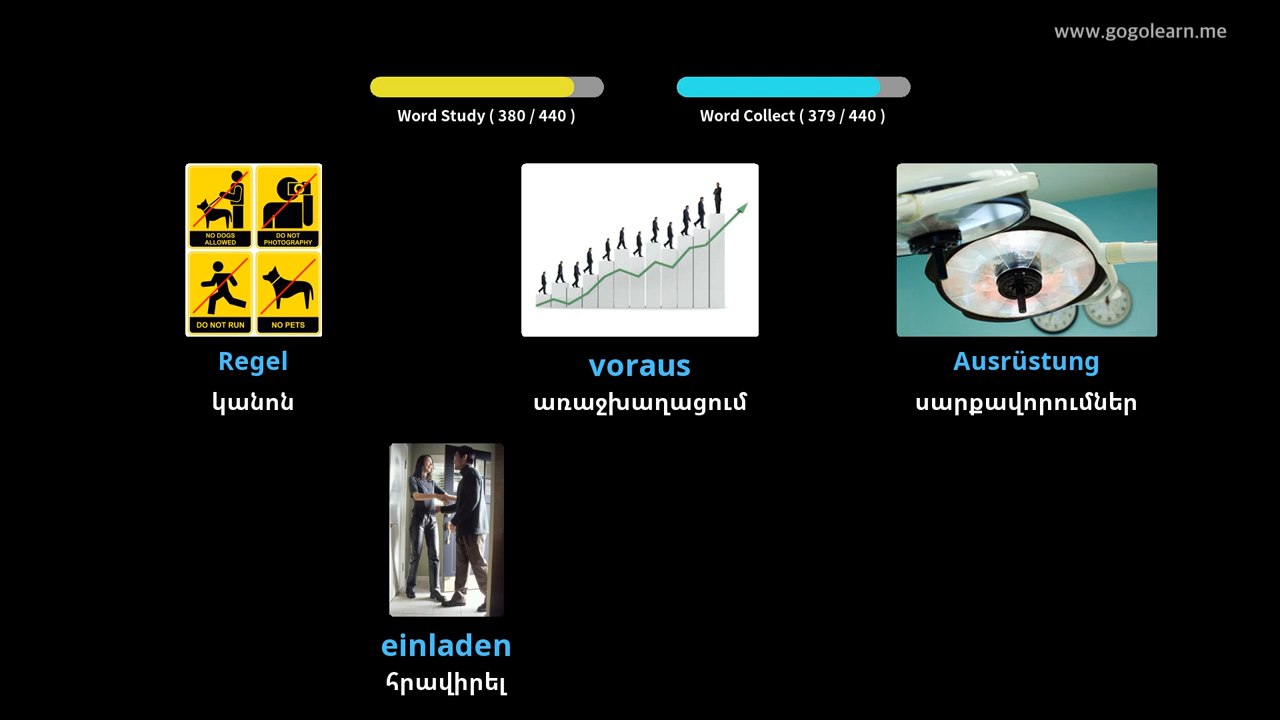 www.gogolearn.me
Word Study ( 380 / 440 )
Word Collect ( 379 / 440 )
NO DOGS
ALLOWED
DO NOT
PHOTOGRAPHY
DO NOT RUN
NO PETS
Regel
voraus
Ausrüstung
կանոն
առաջխաղացում
սարքավորումներ
einladen
հրավիրել